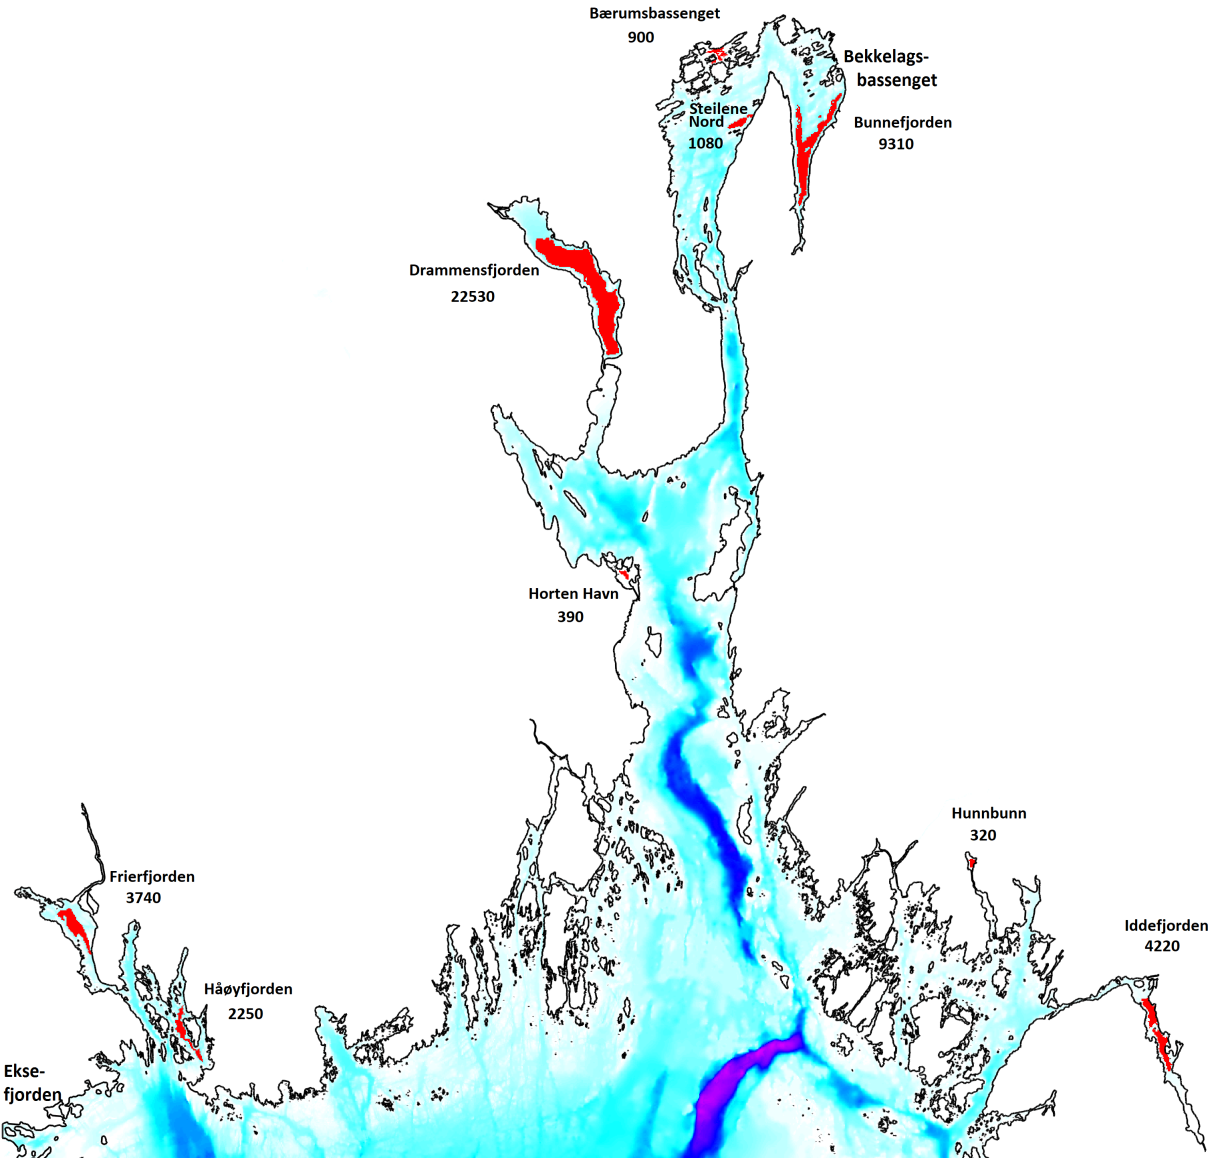 Bærumsbassenget
900
Bekkelags-
bassenget
Steilene
Nord
1080
Bunnefjorden
9310
Drammensfjorden
22530
Horten Havn
390
Hunnbunn
320
Frierfjorden
3740
Iddefjorden
4220
Håøyfjorden
2250
Ekse-
fjorden